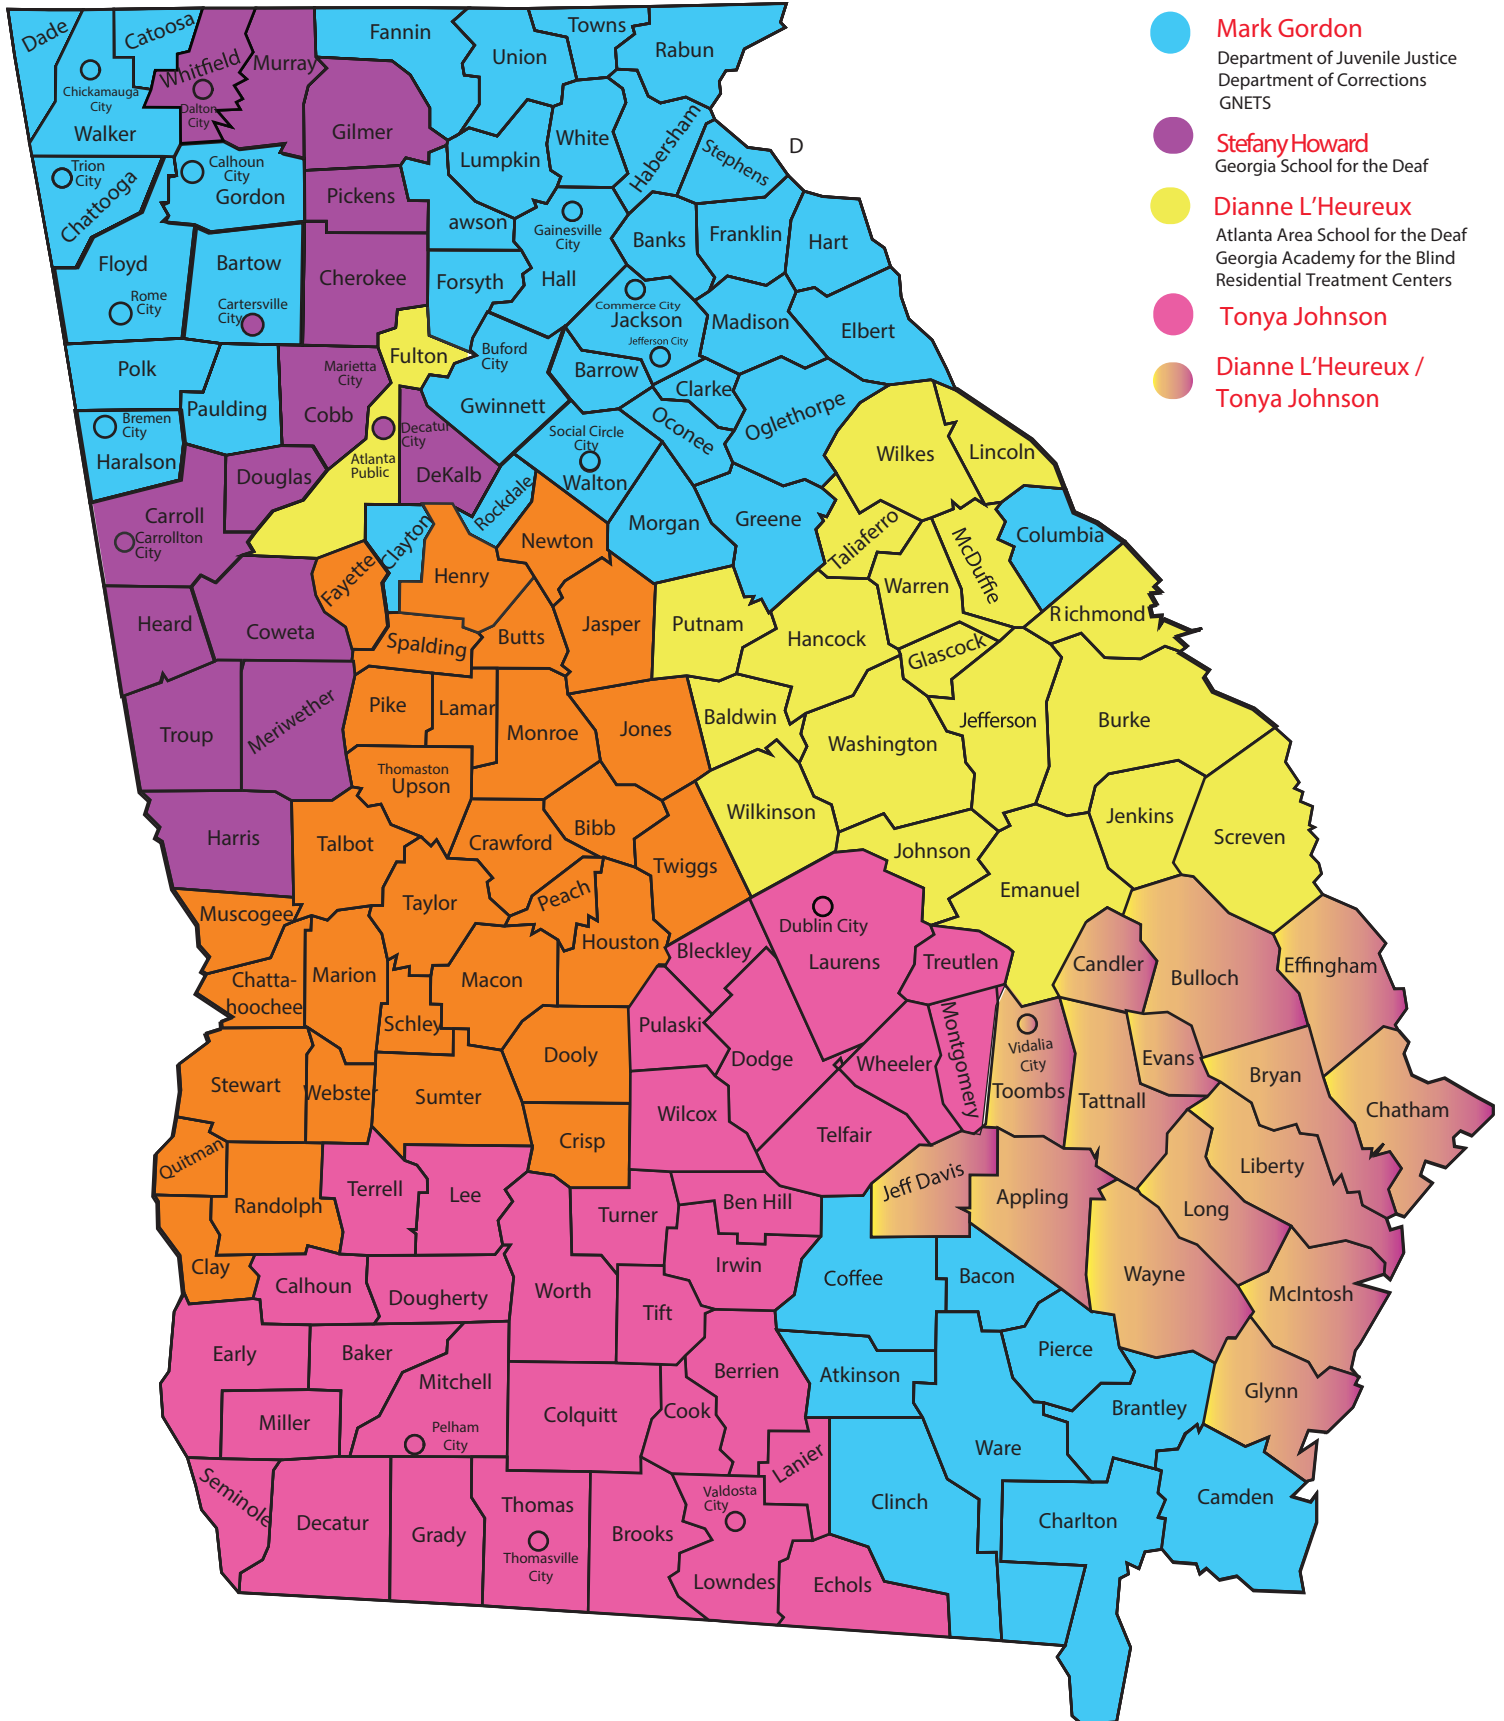 Mark Gordon
Department of Juvenile Justice
Department of Corrections
GNETS
Stefany Howard
Georgia School for the Deaf
Dianne L'Heureux
Atlanta Area School for the Deaf
Georgia Academy for the Blind
Residential Treatment Centers
Tonya Johnson
Dianne L'Heureux /
Tonya Johnson
Dade
Catoosa
Whitfield
Murray
Fannin
Union
Towns
Rabun
Chickamauga
City
Walker
Dalton
City
Gilmer
Lumpkin
White
Habersham
Stephens
D
Trion
City
Chattooga
Calhoun
City
Gordon
Pickens
awson
Gainesville
City
Hall
Banks
Franklin
Hart
Floyd
Rome
City
Bartow
Cartersville
City
Cherokee
Forsyth
Commerce City
Jackson
Jefferson City
Madison
Elbert
Polk
Paulding
Marietta
City
Cobb
Fulton
Buford
City
Gwinnett
Barrow
Clarke
Oconee
Oglethorpe
Bremen
City
Haralson
Douglas
Atlanta
Public
Decatur
City
DeKalb
Rockdale
Social Circle
City
Walton
Morgan
Greene
Wilkes
Lincoln
Carroll
Carrollton
City
Clayton
Fayette
Henry
Newton
Taliaferro
McDuffie
Columbia
Warren
Richmond
Heard
Coweta
Spalding
Butts
Jasper
Putnam
Hancock
Glascock
Troup
Meriwether
Pike
Lamar
Monroe
Jones
Baldwin
Washington
Jefferson
Burke
Thomaston
Upson
Harris
Talbot
Crawford
Bibb
Twiggs
Wilkinson
Johnson
Jenkins
Screven
Emanuel
Muscogee
Taylor
Peach
Houston
Bleckley
Dublin City
Laurens
Treutlen
Candler
Bulloch
Effingham
Chatta-
hoochee
Marion
Macon
Schley
Pulaski
Dodge
Wheeler
Montgomery
Vidalia
City
Toombs
Tattnall
Evans
Bryan
Chatham
Stewart
Webster
Sumter
Dooly
Crisp
Wilcox
Telfair
Quitman
Randolph
Terrell
Lee
Turner
Ben Hill
Jeff Davis
Appling
Long
Liberty
Clay
Calhoun
Dougherty
Worth
Irwin
Tift
Coffee
Bacon
Wayne
McIntosh
Early
Baker
Mitchell
Miller
Pelham
City
Colquitt
Cook
Berrien
Atkinson
Pierce
Brantley
Glynn
Seminole
Decatur
Grady
Thomas
Thomasville
City
Brooks
Valdosta
City
Lowndes
Lanier
Echols
Clinch
Ware
Charlton
Camden